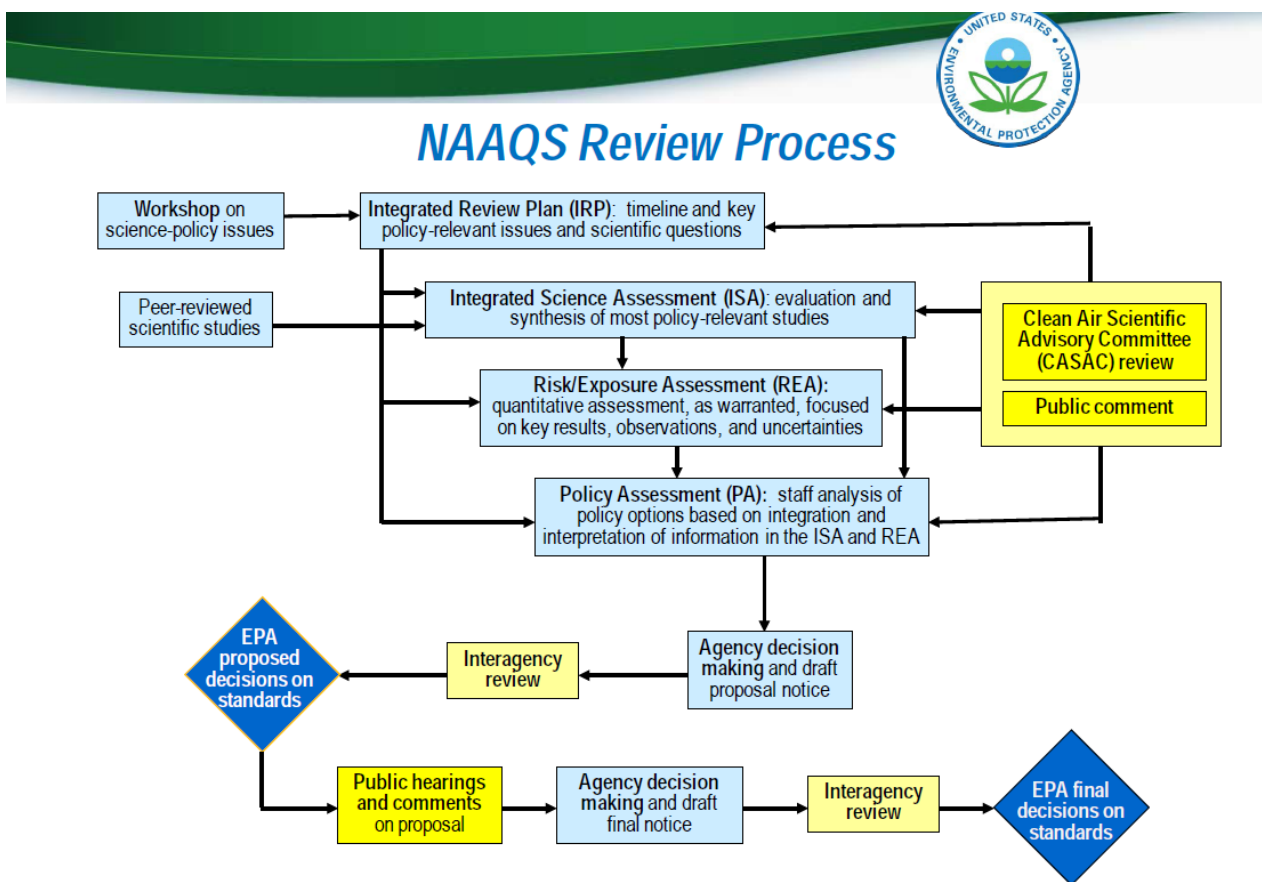 UNITED STATES
ENVIRONMENTAL PROTECTION AGENCY
NAAQS Review Process
Workshop on
science-policy issues
Integrated Review Plan (IRP): timeline and key
policy-relevant issues and scientific questions
Peer-reviewed
scientific studies
Integrated Science Assessment (ISA): evaluation and
synthesis of most policy-relevant studies
Clean Air Scientific
Advisory Committee
(CASAC) review
Public comment
Risk/Exposure Assessment (REA):
quantitative assessment, as warranted, focused
on key results, observations, and uncertainties
Policy Assessment (PA): staff analysis of
policy options based on integration and
interpretation of information in the ISA and REA
Agency decision
making and draft
proposal notice
Interagency
review
EPA
proposed
decisions on
standards
Public hearings
and comments
on proposal
Agency decision
making and draft
final notice
Interagency
review
EPA final
decisions on
standards